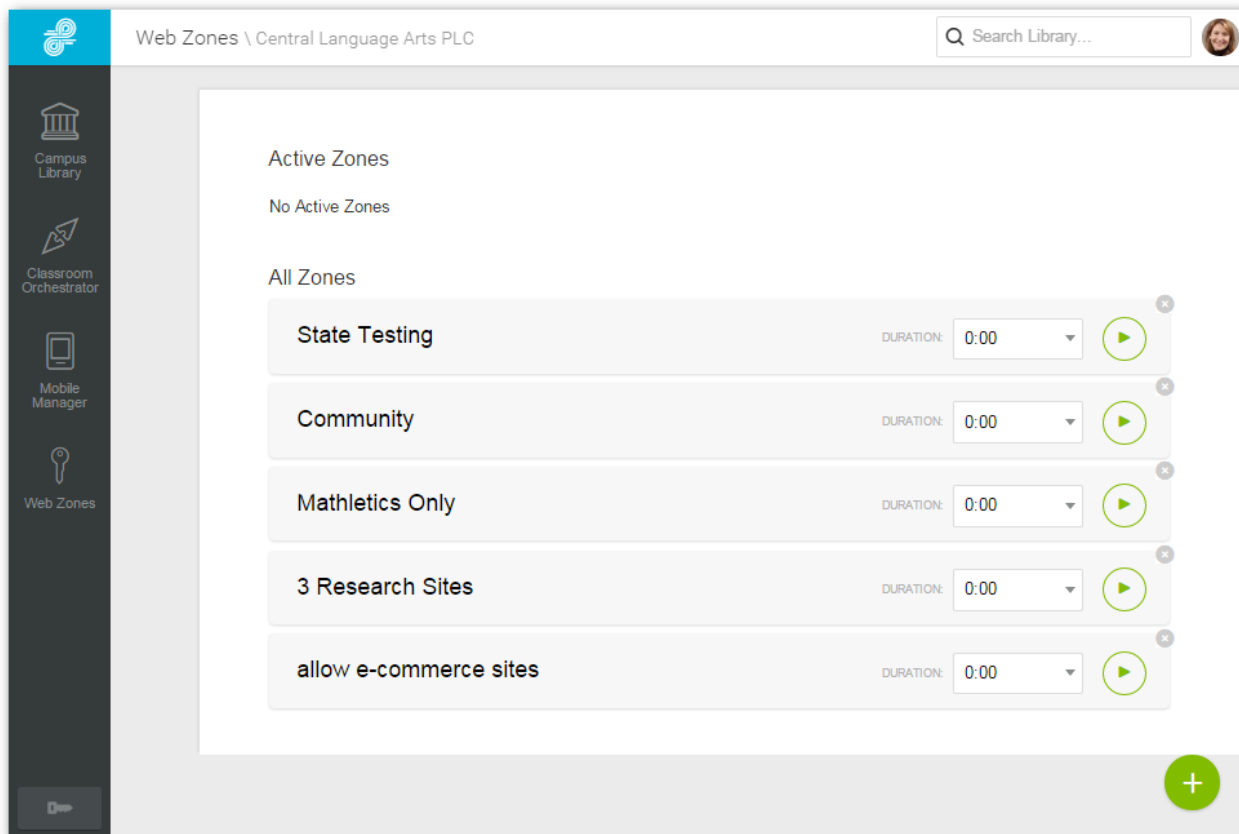 Web Zones \ Central Language Arts PLC
Search Library...
Campus
Library
Classroom
Orchestrator
Mobile
Manager
Web Zones
Active Zones
No Active Zones
All Zones
State Testing DURATION: 0:00
Community DURATION: 0:00
Mathletics Only DURATION: 0:00
3 Research Sites DURATION: 0:00
allow e-commerce sites DURATION: 0:00